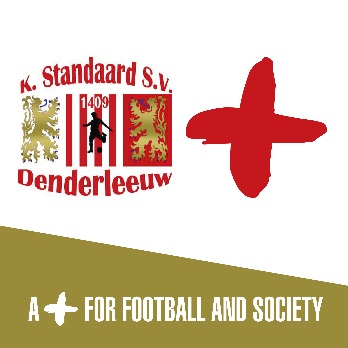 K. Standaard S.V.
1409
Denderleeuw
A + FOR FOOTBALL AND SOCIETY